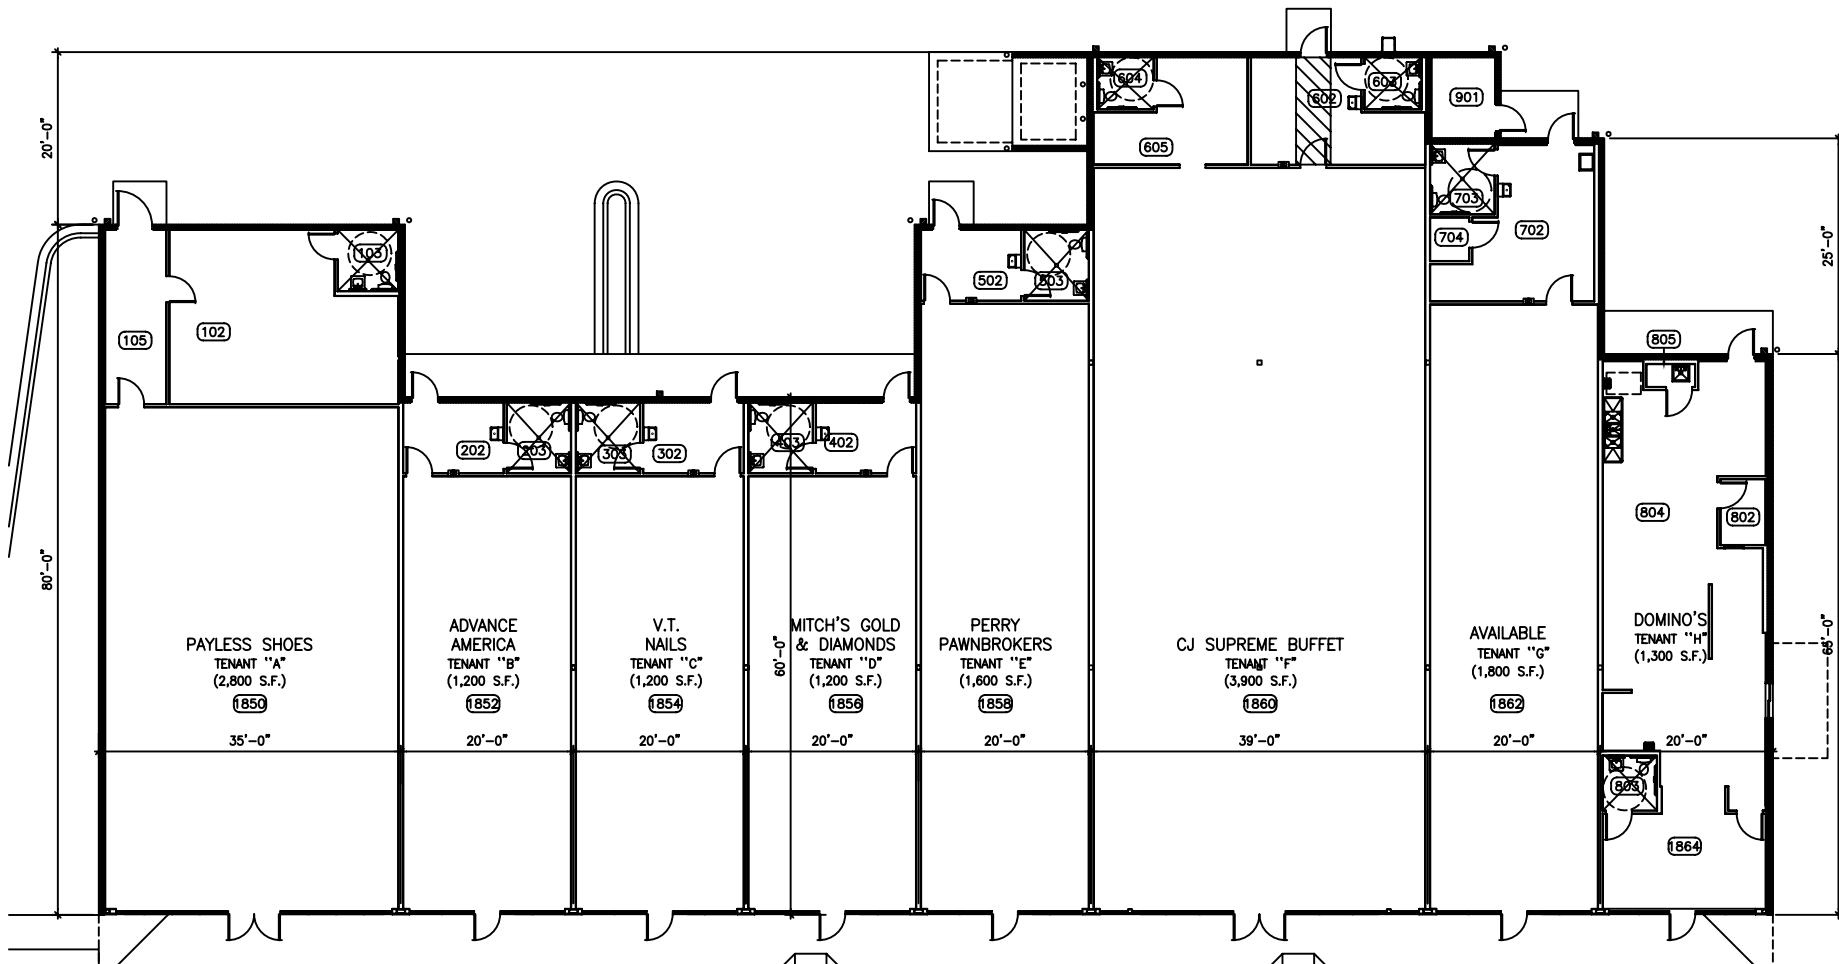 604
603
602
901
20'-0"
605
703
704
702
25'-0"
103
102
105
502
503
805
202
203
303
302
403
402
804
802
80'-0"
PAYLESS SHOES
TENANT "A"
(2,800 S.F.)
1850
35'-0"
ADVANCE
AMERICA
TENANT "B"
(1,200 S.F.)
1852
20'-0"
V.T.
NAILS
TENANT "C"
(1,200 S.F.)
1854
20'-0"
MITCH'S GOLD
& DIAMONDS
TENANT "D"
(1,200 S.F.)
1856
20'-0"
60'-0"
PERRY
PAWNBROKERS
TENANT "E"
(1,600 S.F.)
1858
20'-0"
CJ SUPREME BUFFET
TENANT "F"
(3,900 S.F.)
1860
39'-0"
AVAILABLE
TENANT "G"
(1,800 S.F.)
1862
20'-0"
DOMINO'S
TENANT "H"
(1,300 S.F.)
20'-0"
803
1864